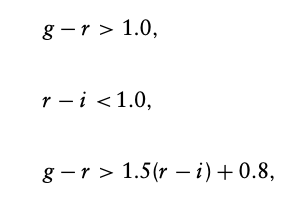 g − r > 1.0,
r − i < 1.0,
g − r > 1.5(r − i) + 0.8,